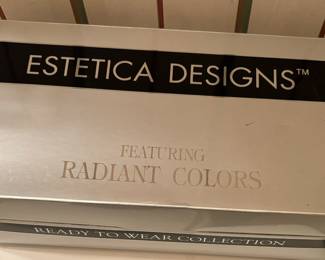 ESTETICA DESIGNS™
FEATURING
RADIANT COLORS
READY TO WEAR COLLECTION